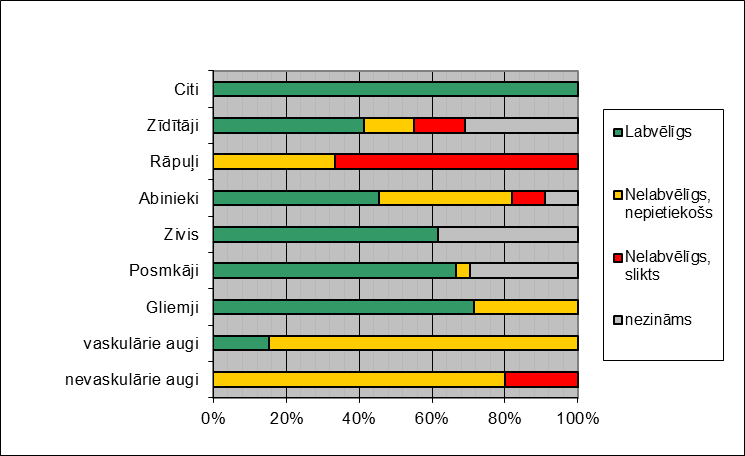 Citi
Zīdītāji
Rāpuļi
Abinieki
Zivis
Posmkāji
Gliemji
vaskulārie augi
nevaskulārie augi
0% 20% 40% 60% 80% 100%
Labvēlīgs
Nelabvēlīgs,
nepietiekošs
Nelabvēlīgs,
slikts
nezināms